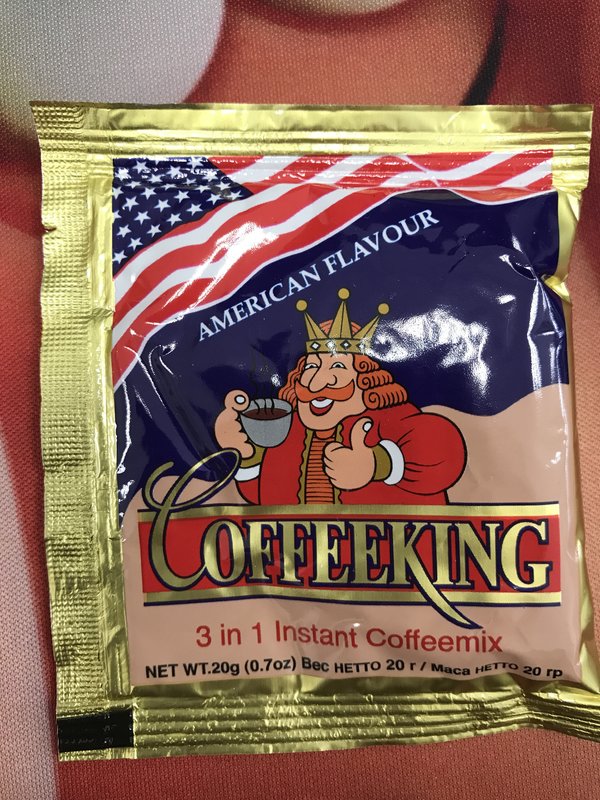 AMERICAN FLAVOUR
COFFEEKING
3 in 1 Instant Coffeemix
NET WT.20g (0.7oz) Вес НЕТТО 20 г / Маса НЕТТО 20 гр